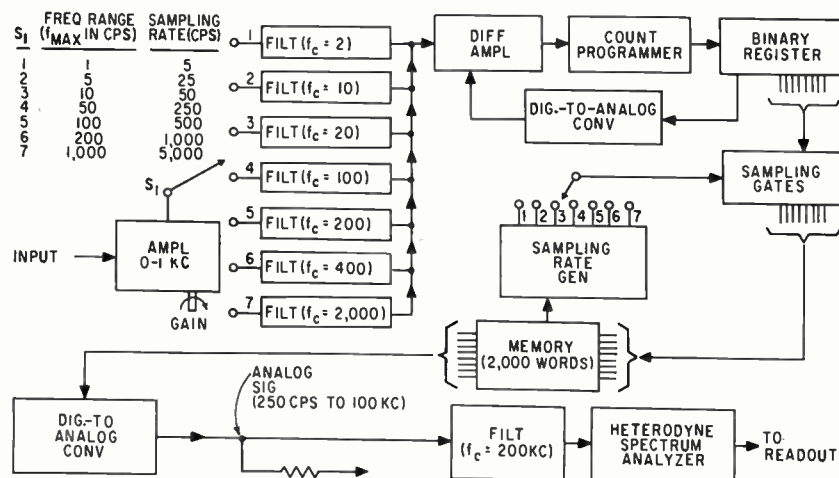 S1 FREQ RANGE (fMAX IN CPS) SAMPLING RATE(CPS)
1 1 5
2 5 25
3 10 50
4 50 250
5 100 500
6 200 1,000
7 1,000 5,000
1 FILT (fc = 2)
2 FILT (fc = 10)
3 FILT (fc = 20)
4 FILT (fc = 100)
5 FILT (fc = 200)
6 FILT (fc = 400)
7 FILT (fc = 2,000)
S1
INPUT
AMPL
0-1 KC
GAIN
DIFF
AMPL
COUNT
PROGRAMMER
BINARY
REGISTER
DIG.-TO-ANALOG
CONV
SAMPLING
GATES
1 2 3 4 5 6 7
SAMPLING
RATE
GEN
MEMORY
(2,000 WORDS)
DIG.-TO
ANALOG
CONV
ANALOG
SIG
(250 CPS TO 100 KC)
FILT
(fc = 200KC)
HETERODYNE
SPECTRUM
ANALYZER
TO
READOUT